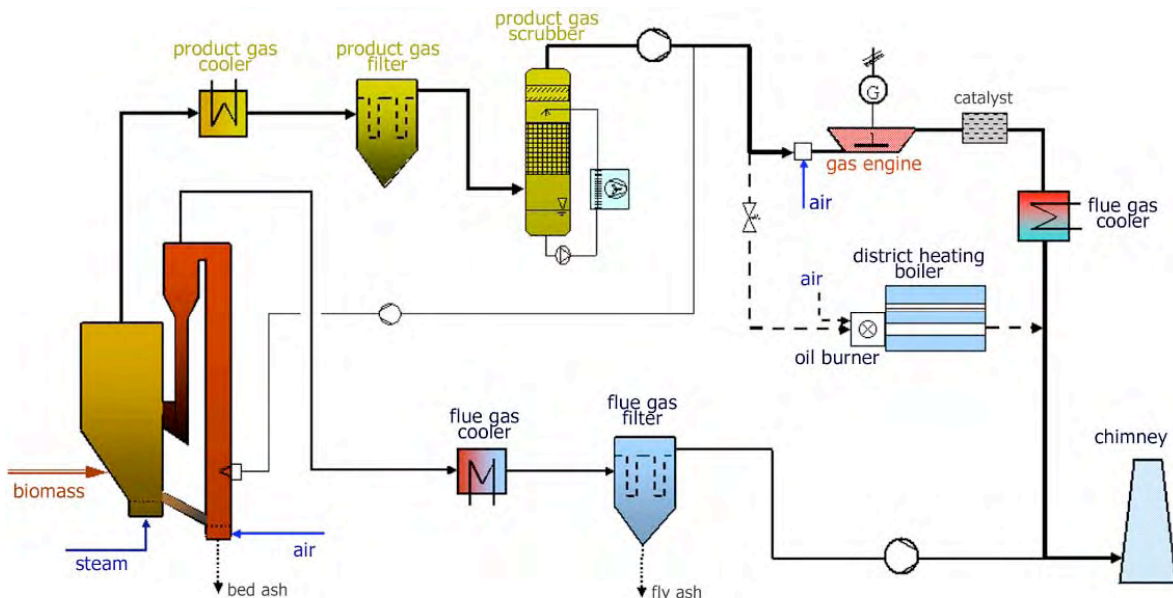 product gas
cooler
product gas
filter
product gas
scrubber
G
catalyst
gas engine
air
flue gas
cooler
district heating
boiler
air
oil burner
flue gas
cooler
flue gas
filter
chimney
biomass
steam
air
bed ash
fly ash